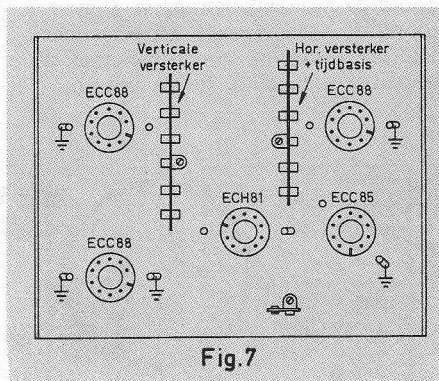 Verticale
versterker
Hor. versterker
+ tijdbasis
ECC88
ECC88
ECH81
ECC85
ECC88
Fig.7